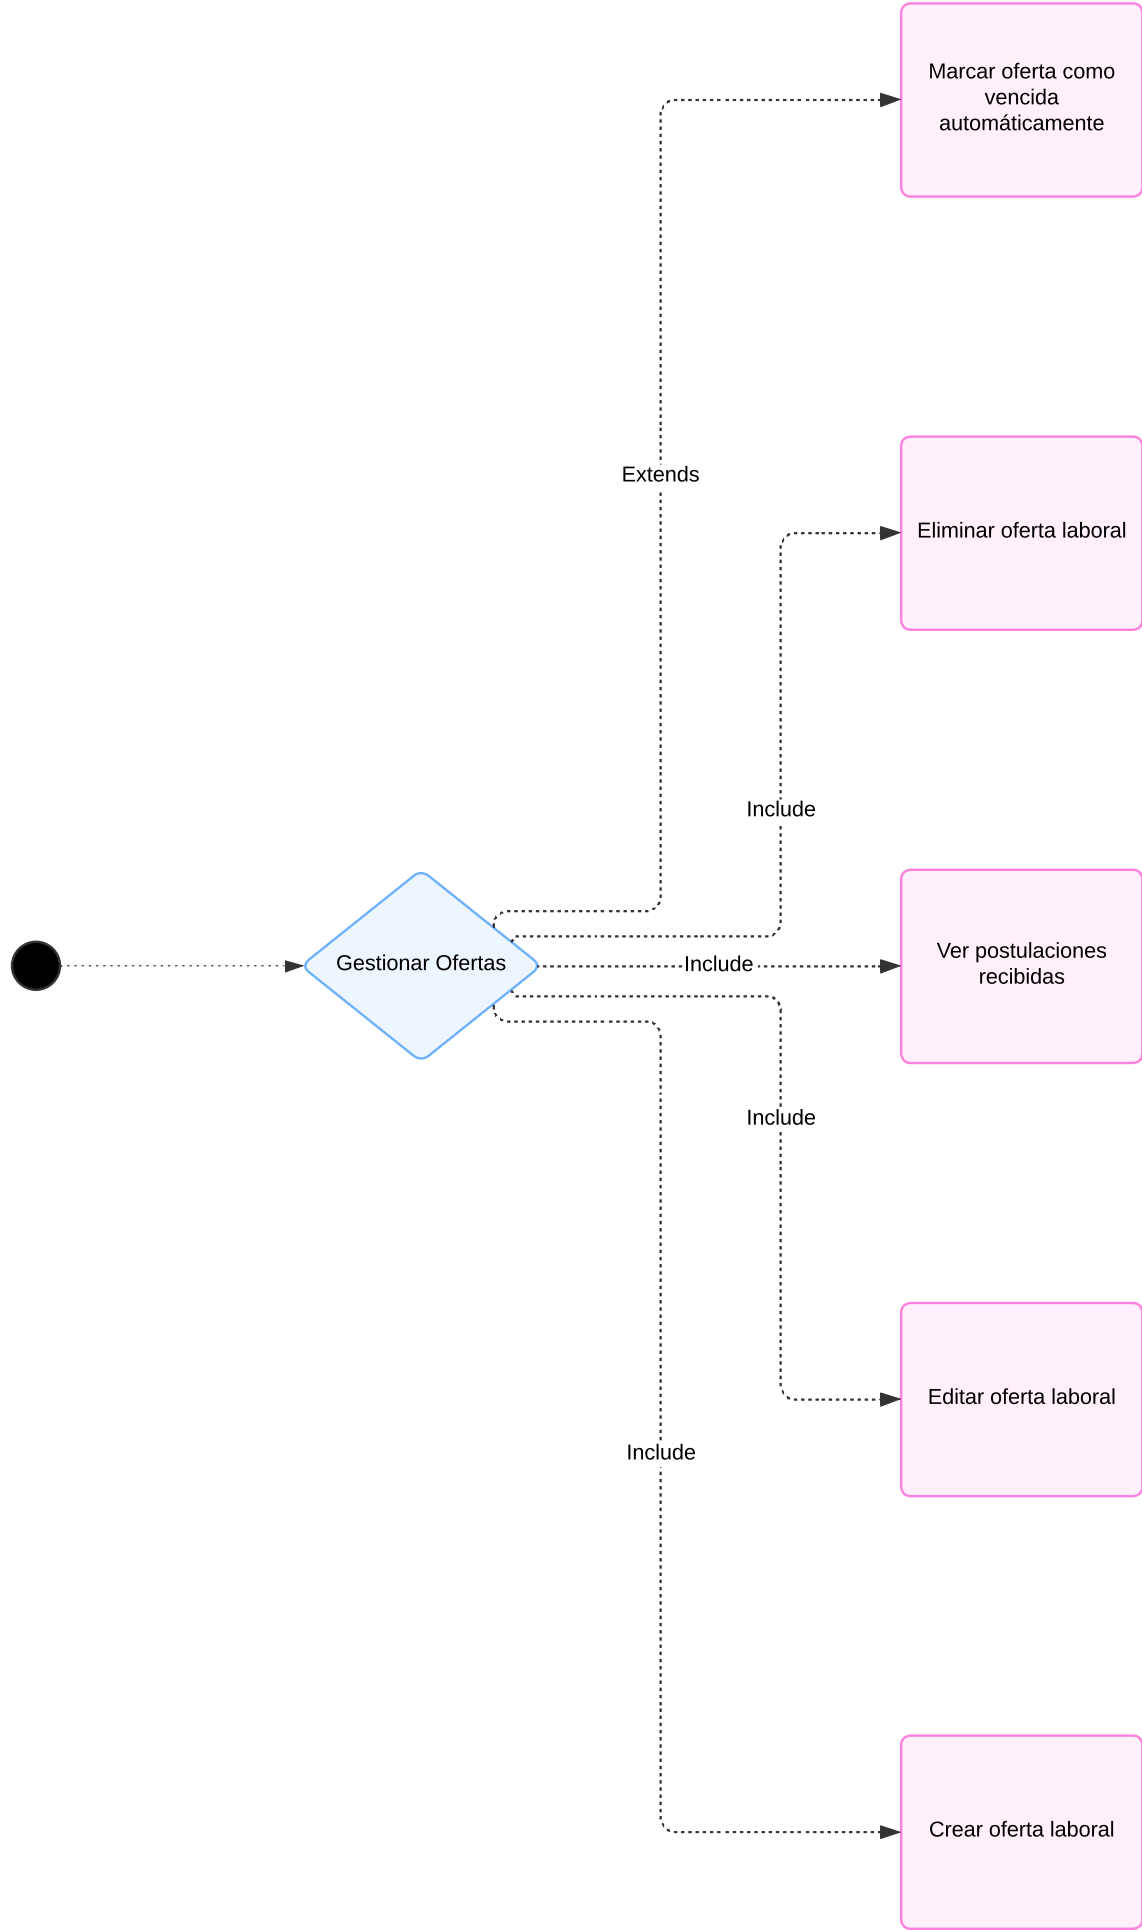 Marcar oferta como
vencida
automáticamente
Extends
Eliminar oferta laboral
Include
Gestionar Ofertas
Include
Ver postulaciones
recibidas
Include
Editar oferta laboral
Include
Crear oferta laboral